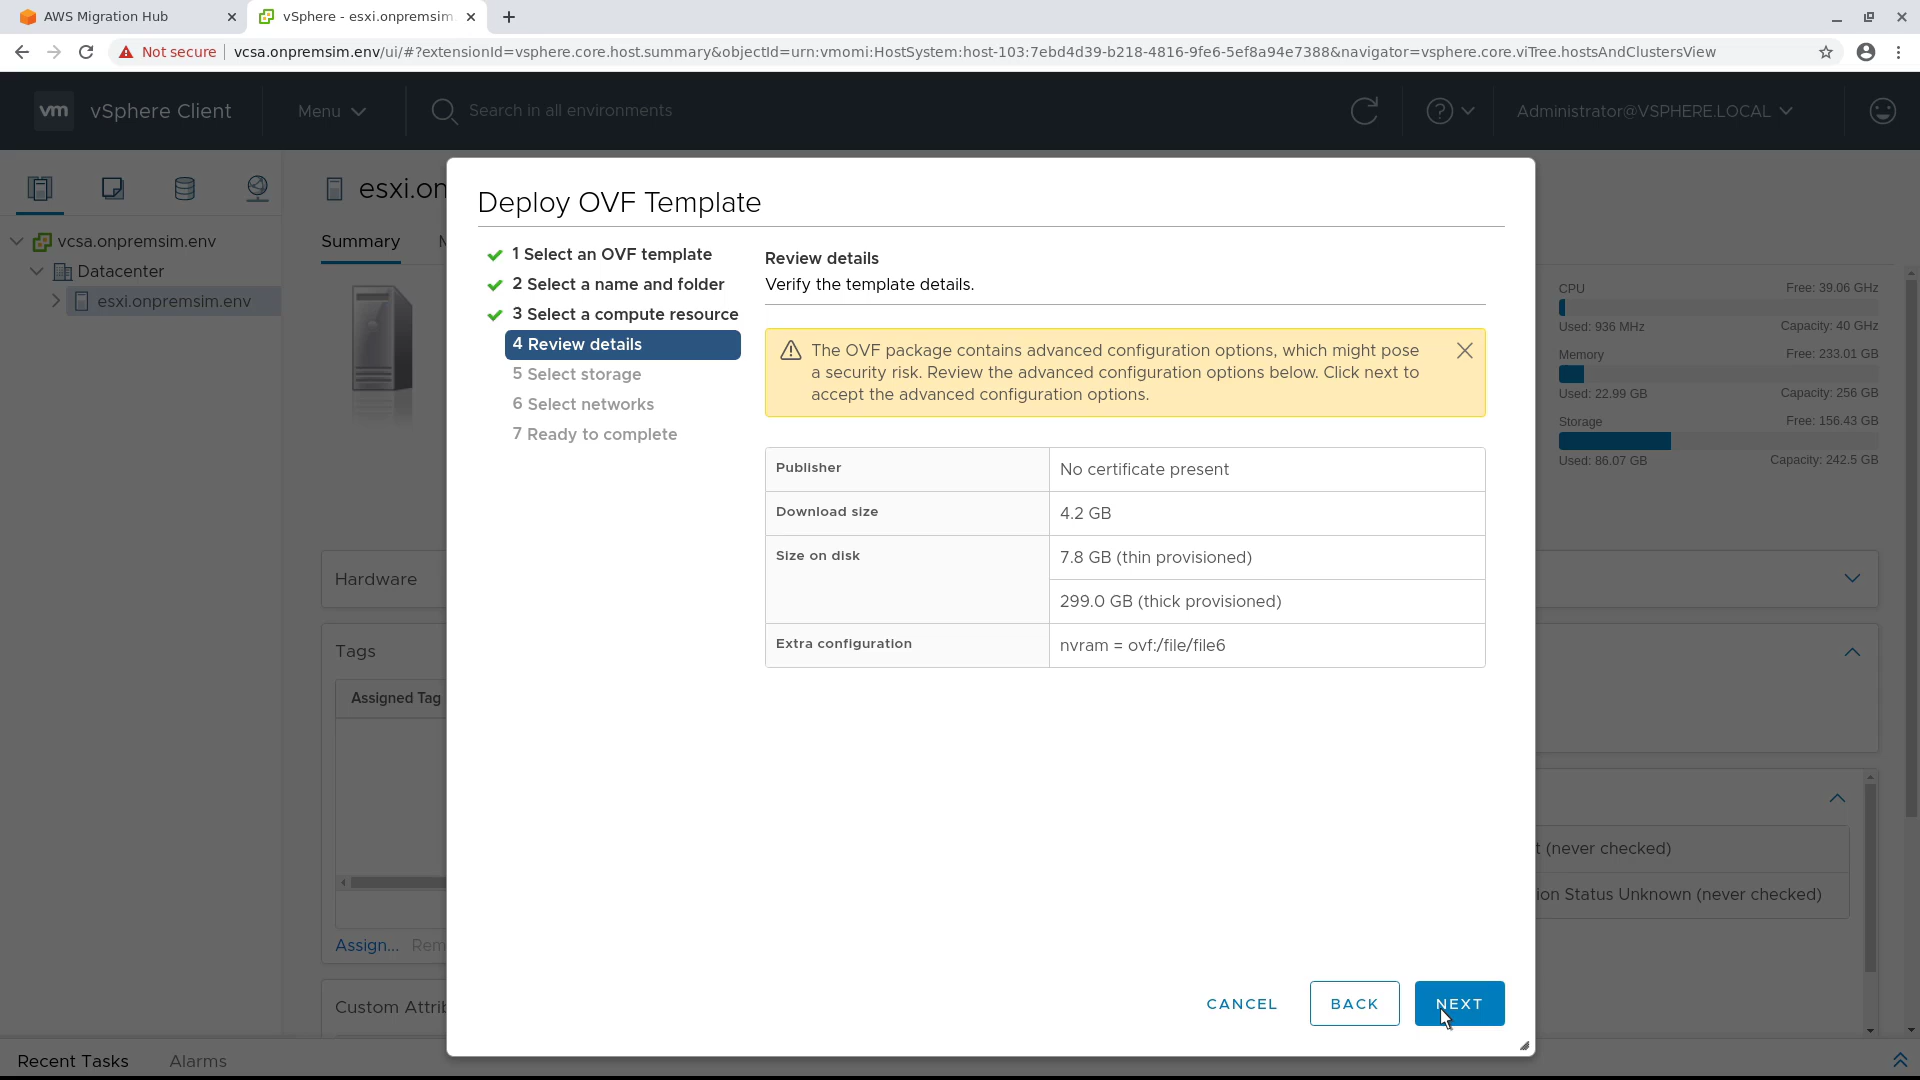 AWS Migration Hub
vSphere - esxi.onpremsim.
Not secure
vcsa.onpremsim.env/ui/#?extensionId=vsphere.core.host.summary&objectId=urn:vmomi:HostSystem:host-103:7ebd4d39-b218-4816-9fe6-5ef8a94e7388&navigator=vsphere.core.viTree.hostsAndClustersView
vm vSphere Client
Menu
Search in all environments
Administrator@VSPHERE.LOCAL
vcsa.onpremsim.env
Datacenter
esxi.onpremsim.env
esxi.on
Summary
M
Deploy OVF Template
1 Select an OVF template
2 Select a name and folder
3 Select a compute resource
4 Review details
5 Select storage
6 Select networks
7 Ready to complete
Review details
Verify the template details.
The OVF package contains advanced configuration options, which might pose
a security risk. Review the advanced configuration options below. Click next to
accept the advanced configuration options.
Publisher
No certificate present
Download size
4.2 GB
Size on disk
7.8 GB (thin provisioned)
299.0 GB (thick provisioned)
Extra configuration
nvram = ovf:/file/file6
CANCEL
BACK
NEXT
CPU
Free: 39.06 GHz
Used: 936 MHz
Capacity: 40 GHz
Memory
Free: 233.01 GB
Used: 22.99 GB
Capacity: 256 GB
Storage
Free: 156.43 GB
Used: 86.07 GB
Capacity: 242.5 GB
Hardware
Tags
Assigned Tag
Assign...
Rem
Custom Attrib
t (never checked)
ion Status Unknown (never checked)
Recent Tasks
Alarms